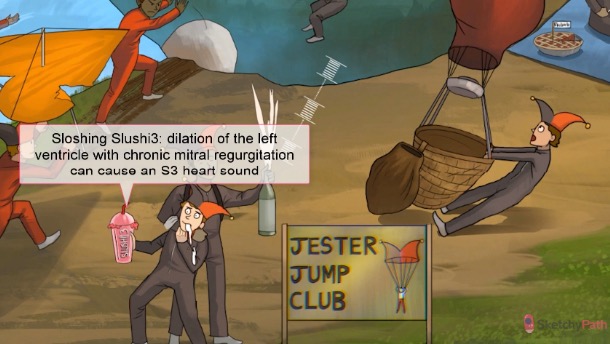 Sloshing Slushi3: dilation of the left
ventricle with chronic mitral regurgitation
can cause an S3 heart sound
JESTER
JUMP
CLUB
SketchyPath